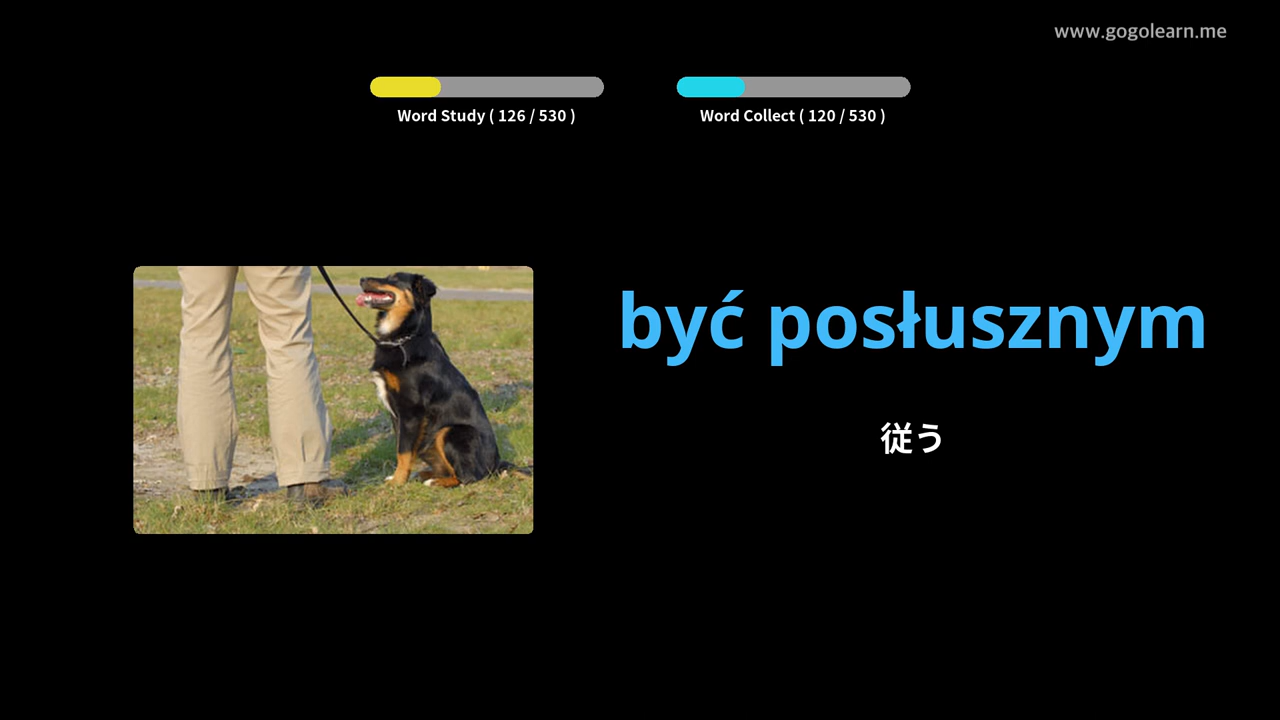 www.gogolearn.me
Word Study ( 126 / 530 )
Word Collect ( 120 / 530 )
być posłusznym
従う